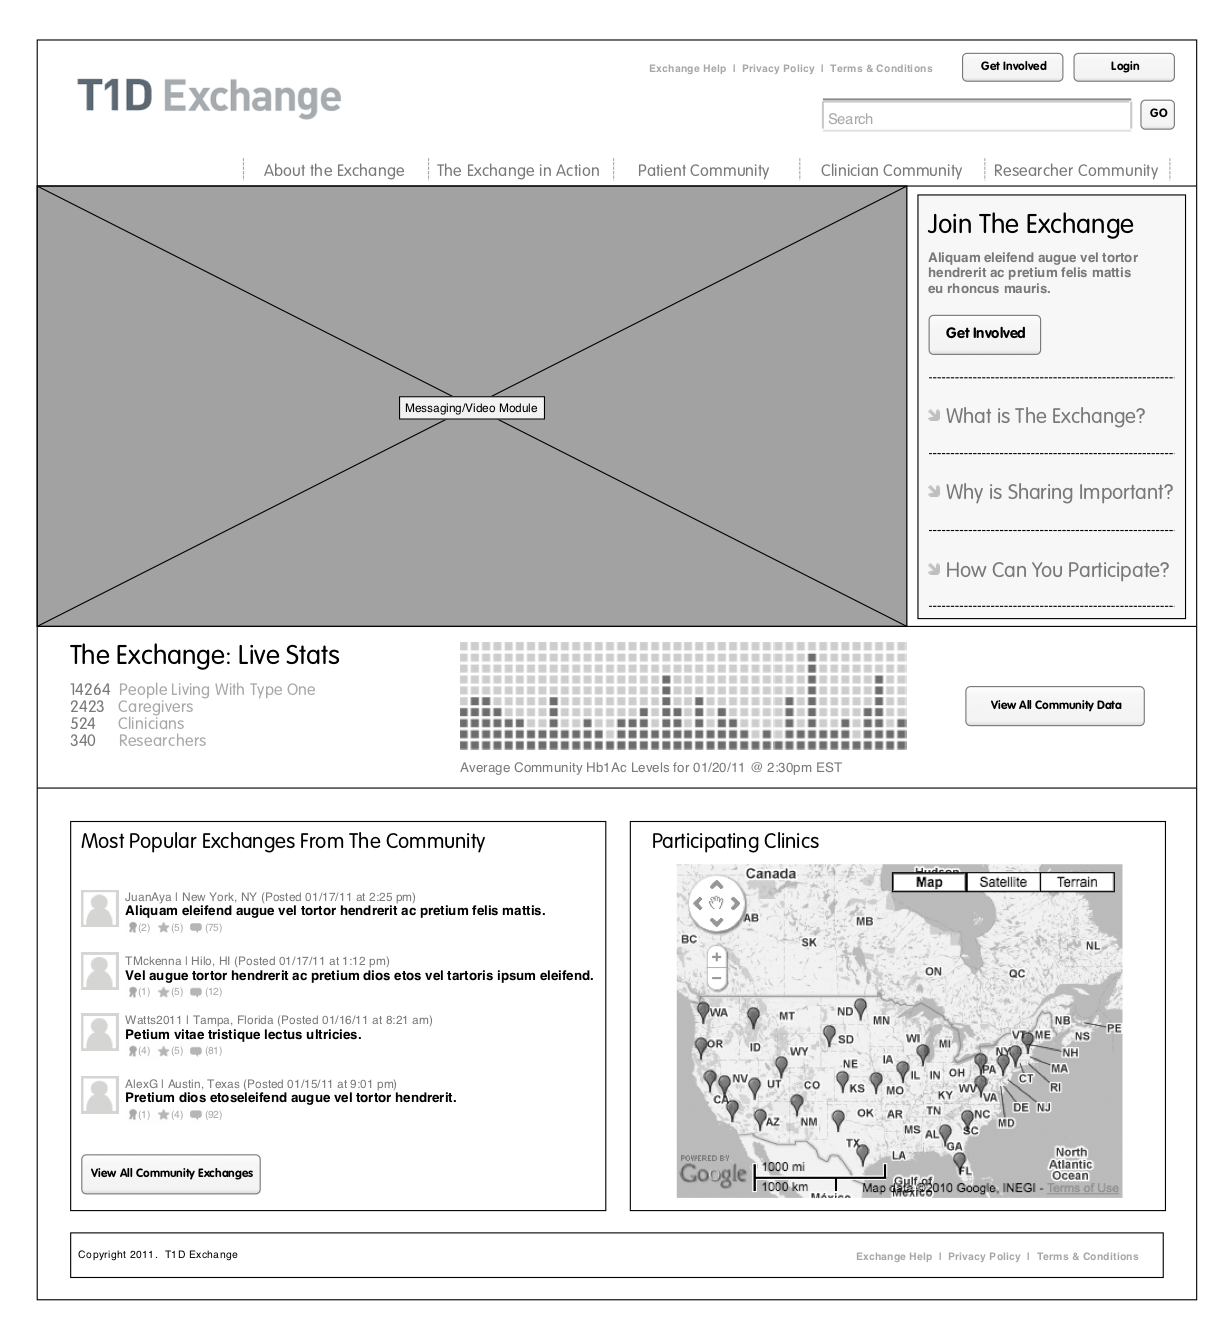 Exchange Help | Privacy Policy | Terms & Conditions
Get Involved
Login
T1D Exchange
Search
GO
About the Exchange
The Exchange in Action
Patient Community
Clinician Community
Researcher Community
Messaging/Video Module
Join The Exchange
Aliquam eleifend augue vel tortor
hendrerit ac pretium felis mattis
eu rhoncus mauris.
Get Involved
What is The Exchange?
Why is Sharing Important?
How Can You Participate?
The Exchange: Live Stats
14264 People Living With Type One
2423 Caregivers
524 Clinicians
340 Researchers
Average Community Hb1Ac Levels for 01/20/11 @ 2:30pm EST
View All Community Data
Most Popular Exchanges From The Community
JuanAya | New York, NY (Posted 01/17/11 at 2:25 pm)
Aliquam eleifend augue vel tortor hendrerit ac pretium felis mattis.
(2) (5) (75)
TMckenna | Hilo, HI (Posted 01/17/11 at 1:12 pm)
Vel augue tortor hendrerit ac pretium dios etos vel tartoris ipsum eleifend.
(1) (5) (12)
Watts2011 | Tampa, Florida (Posted 01/16/11 at 8:21 am)
Petium vitae tristique lectus ultricies.
(4) (5) (81)
AlexG | Austin, Texas (Posted 01/15/11 at 9:01 pm)
Pretium dios etoseleifend augue vel tortor hendrerit.
(1) (4) (92)
View All Community Exchanges
Participating Clinics
Canada
Hudson
Map
Satellite
Terrain
AB
MB
BC
SK
NL
ON
QC
WA
MT
ND
MN
NB
PE
OR
ID
SD
WI
MI
VT
ME
NS
NH
WY
NE
IA
NY
MA
NV
UT
CO
KS
MO
IL
IN
OH
PA
CT
RI
CA
KY
WV
VA
DE
NJ
AZ
NM
OK
AR
TN
NC
MD
TX
MS
AL
SC
GA
LA
FL
North
Atlantic
Ocean
POWERED BY
Google
1000 mi
1000 km
México
Gulf of
México
Map data ©2010 Google, INEGI - Terms of Use
Copyright 2011. T1D Exchange
Exchange Help | Privacy Policy | Terms & Conditions